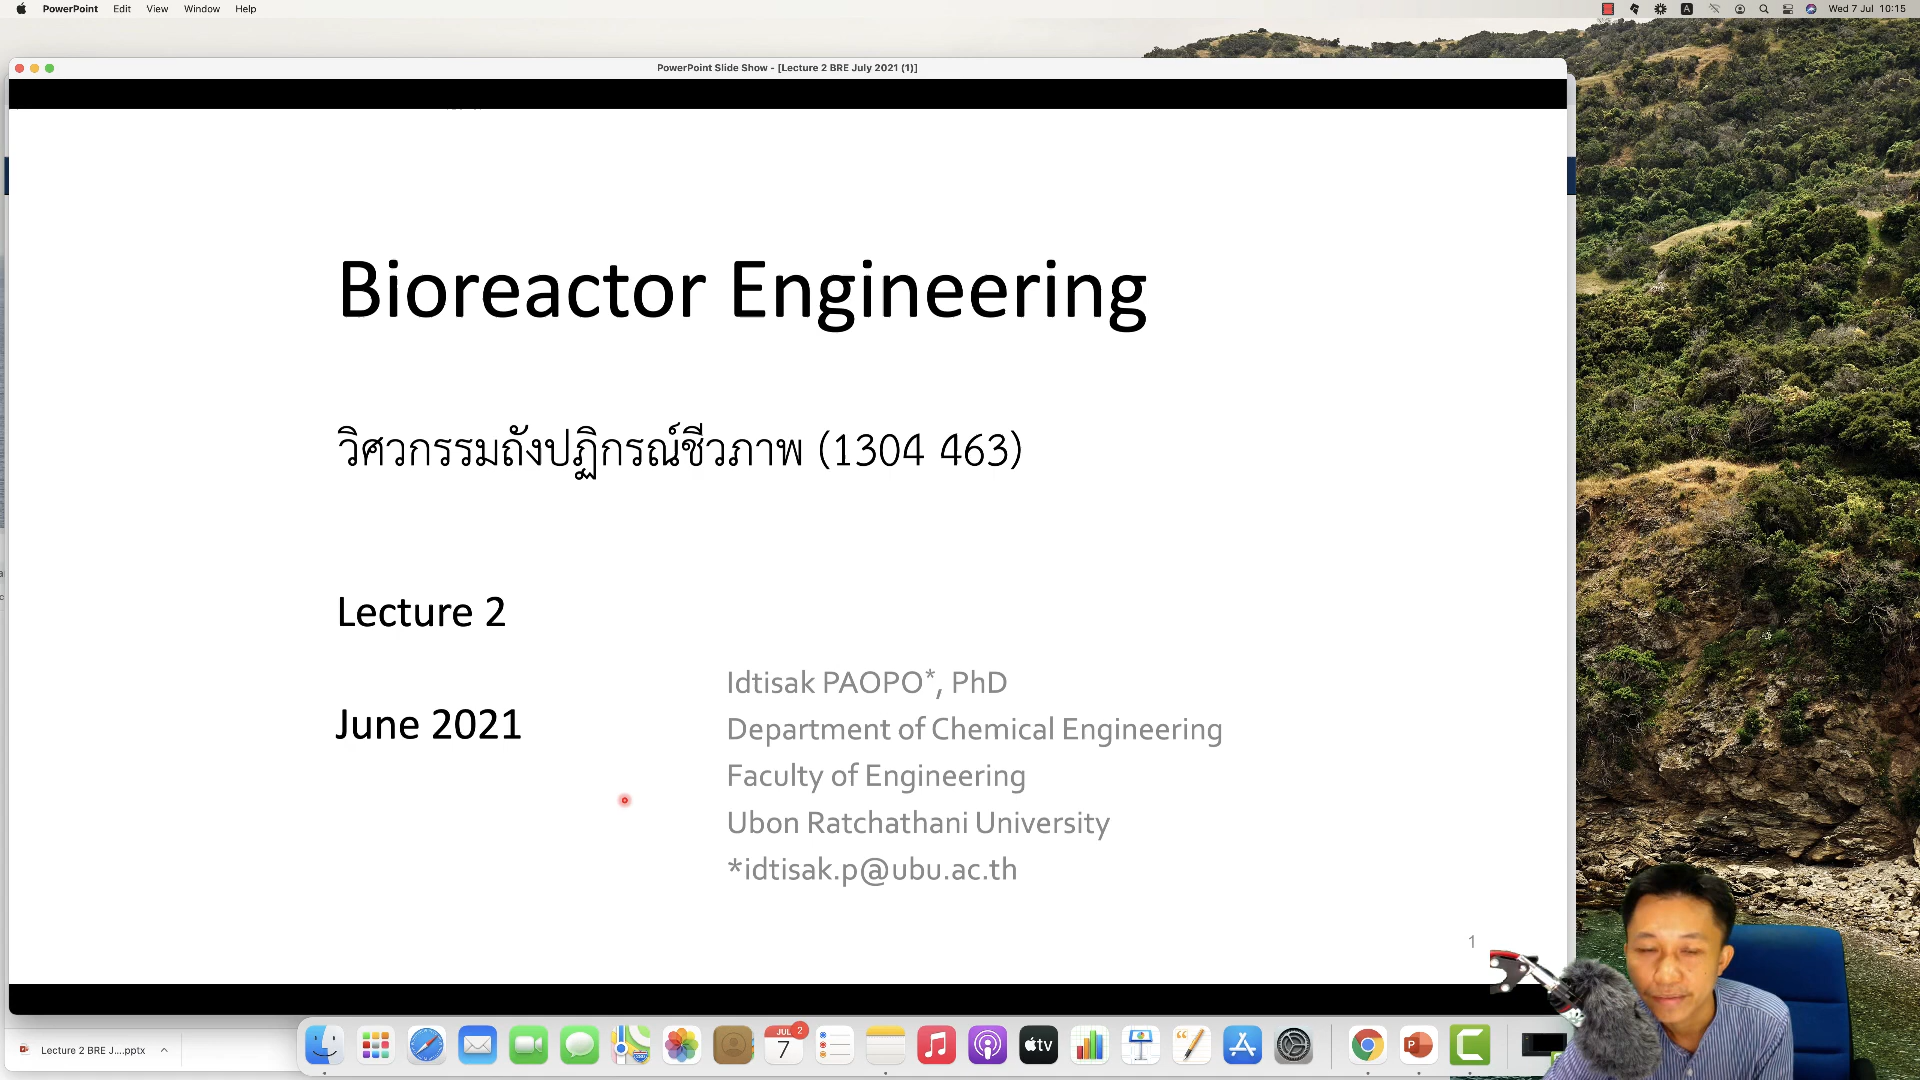 PowerPoint Edit View Window Help
A
Wed 7 Jul 10:15
PowerPoint Slide Show - [Lecture 2 BRE July 2021 (1)]
Bioreactor Engineering
วิศวกรรมถังปฏิกรณ์ชีวภาพ (1304 463)
Lecture 2
June 2021
Idtisak PAOPO*, PhD
Department of Chemical Engineering
Faculty of Engineering
Ubon Ratchathani University
*idtisak.p@ubu.ac.th
1
Lecture 2 BRE J....pptx
JUL
7
2
tv
P
C